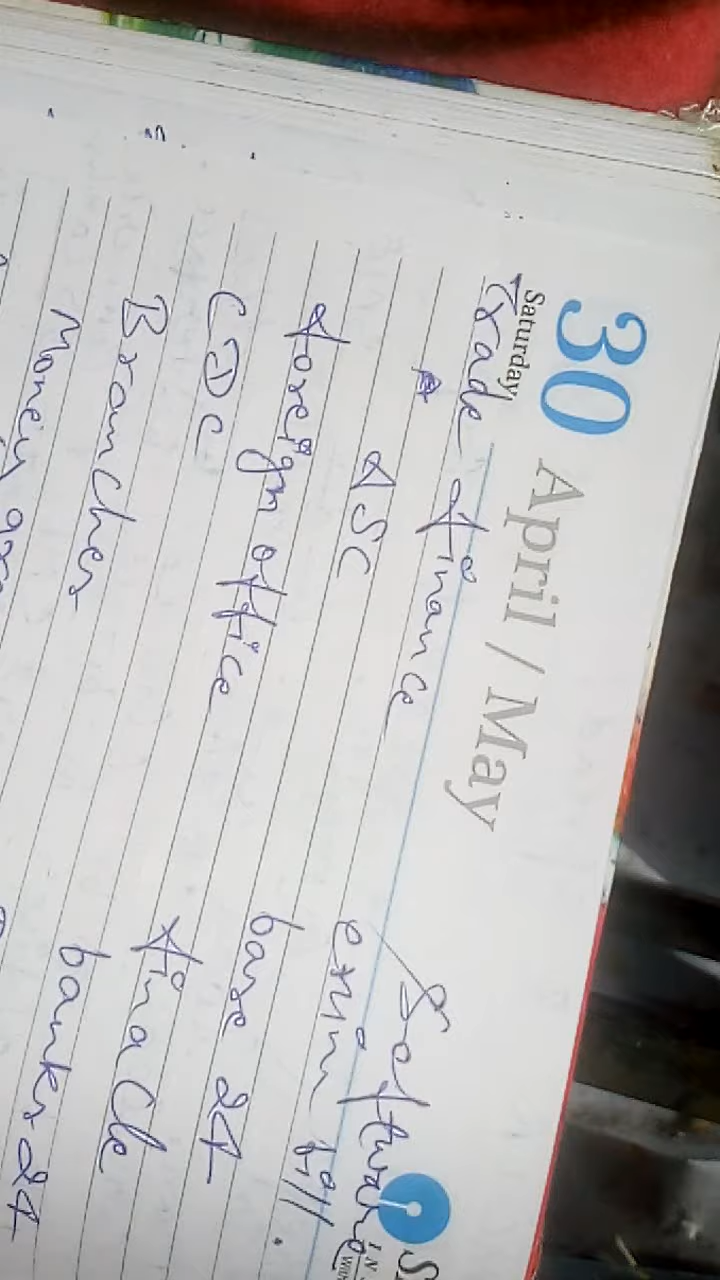 30 April / May
Saturday
Trade finance Software
ASC exim bill.
foreign office base 24
CDC finacle
Branches banks 24